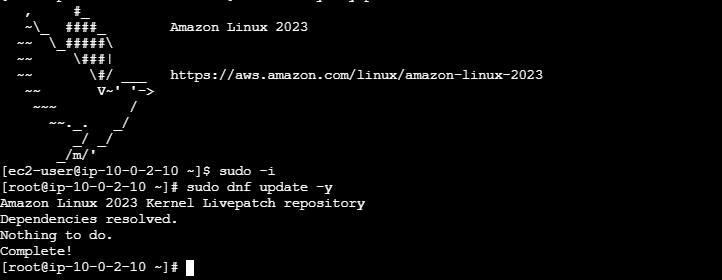 ,     #_
   ~\_  ####_        Amazon Linux 2023
  ~~  \_#####\
  ~~     \###|
  ~~       \#/ ___   https://aws.amazon.com/linux/amazon-linux-2023
   ~~       V~' '->
    ~~~         /
      ~~._.   _/
         _/ _/
       _/m/'
[ec2-user@ip-10-0-2-10 ~]$ sudo -i
[root@ip-10-0-2-10 ~]# sudo dnf update -y
Amazon Linux 2023 Kernel Livepatch repository
Dependencies resolved.
Nothing to do.
Complete!
[root@ip-10-0-2-10 ~]#